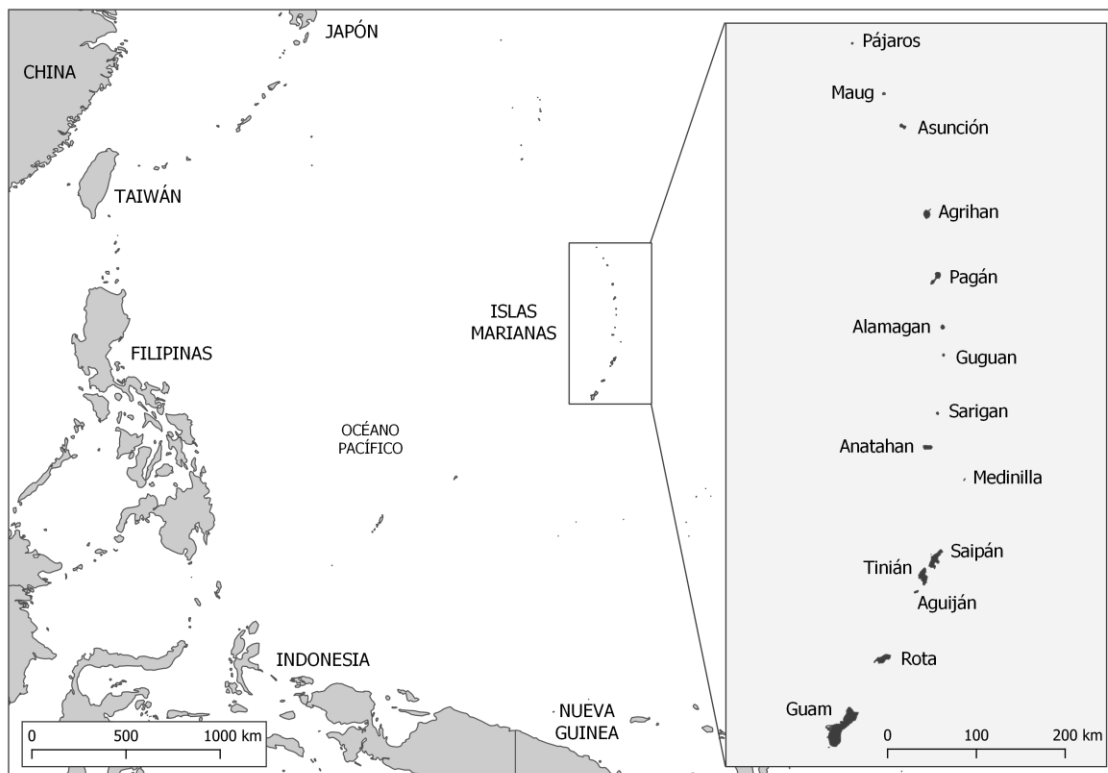 JAPÓN
CHINA
TAIWÁN
FILIPINAS
ISLAS
MARIANAS
OCÉANO
PACÍFICO
INDONESIA
NUEVA
GUINEA
0 500 1000 km
Pájaros
Maug
Asunción
Agrihan
Pagán
Alamagan
Guguan
Sarigan
Anatahan
Medinilla
Saipán
Tinián
Aguiján
Rota
Guam
0 100 200 km